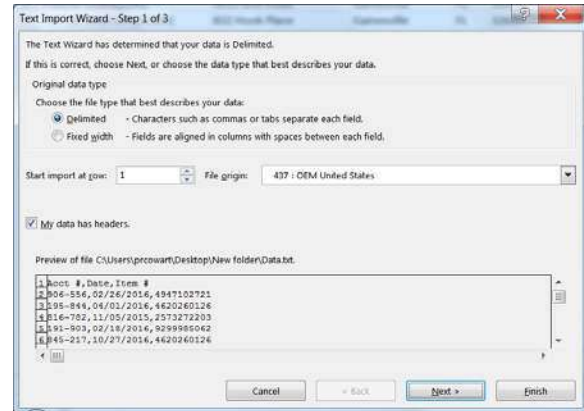 Text Import Wizard - Step 1 of 3
The Text Wizard has determined that your data is Delimited.
If this is correct, choose Next, or choose the data type that best describes your data.
Original data type
Choose the file type that best describes your data:
Delimited - Characters such as commas or tabs separate each field.
Fixed width - Fields are aligned in columns with spaces between each field.
Start import at row: 1 File origin: 437 : OEM United States
My data has headers.
Preview of file C:\Users\prcowart\Desktop\New folder\Data.txt.
1 Acct #,Date,Item #
2 906-556,02/26/2016,4947102721
3 195-844,04/01/2016,4620260126
4 816-782,11/05/2015,2573272203
5 191-903,02/18/2016,9299985062
6 845-217,10/27/2016,4620260126
Cancel < Back Next > Finish